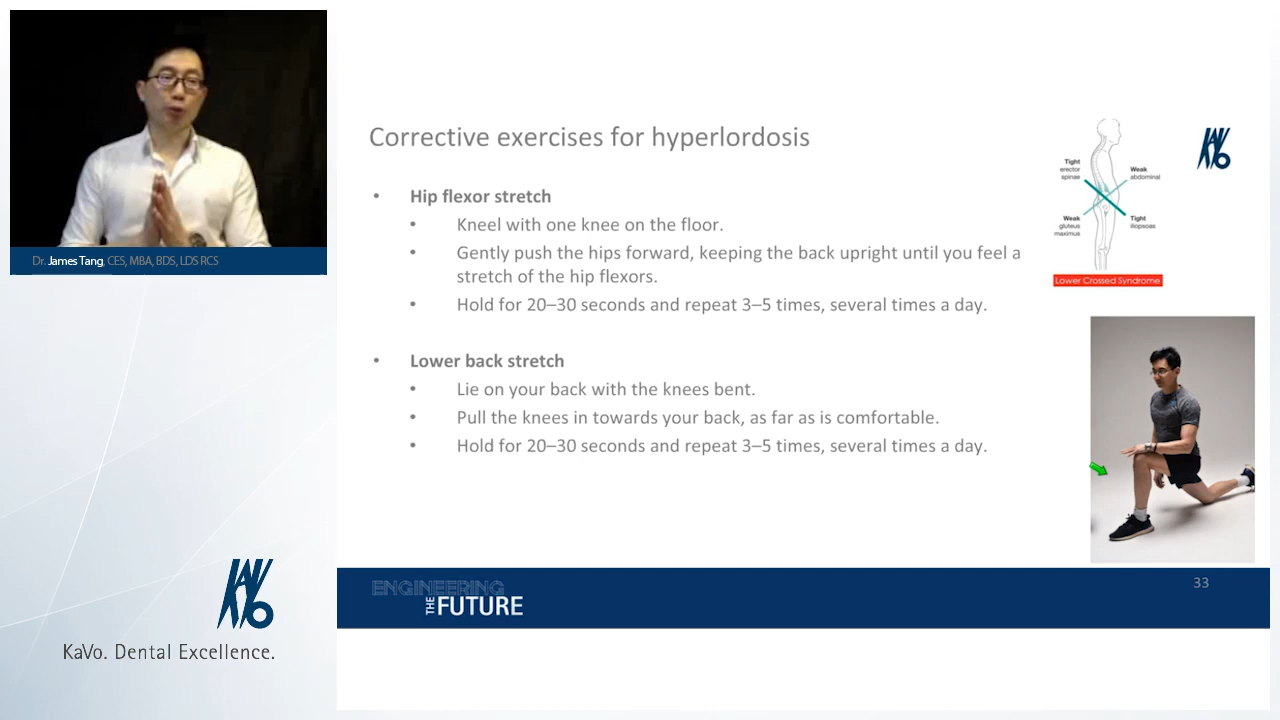 Dr. James Tang, CES, MBA, BDS, LDS RCS
KaVo
KaVo. Dental Excellence.
Corrective exercises for hyperlordosis
• Hip flexor stretch
• Kneel with one knee on the floor.
• Gently push the hips forward, keeping the back upright until you feel a
stretch of the hip flexors.
• Hold for 20–30 seconds and repeat 3–5 times, several times a day.
• Lower back stretch
• Lie on your back with the knees bent.
• Pull the knees in towards your back, as far as is comfortable.
• Hold for 20–30 seconds and repeat 3–5 times, several times a day.
Tight
erector
spinae
Weak
abdominal
Weak
gluteus
maximus
Tight
iliopsoas
Lower Crossed Syndrome
KaVo
ENGINEERING
THE FUTURE
33